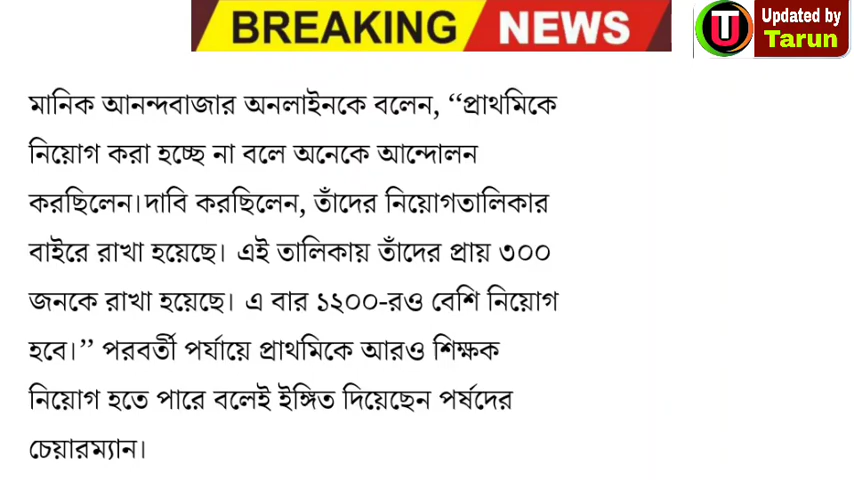 BREAKING NEWS
Updated by
Tarun
মানিক আনন্দবাজার অনলাইনকে বলেন, “প্রাথমিকে
নিয়োগ করা হচ্ছে না বলে অনেকে আন্দোলন
করছিলেন। দাবি করছিলেন, তাঁদের নিয়োগতালিকার
বাইরে রাখা হয়েছে। এই তালিকায় তাঁদের প্রায় ৩০০
জনকে রাখা হয়েছে। এ বার ১২০০-রও বেশি নিয়োগ
হবে।” পরবর্তী পর্যায়ে প্রাথমিকে আরও শিক্ষক
নিয়োগ হতে পারে বলেই ইঙ্গিত দিয়েছেন পর্ষদের
চেয়ারম্যান।